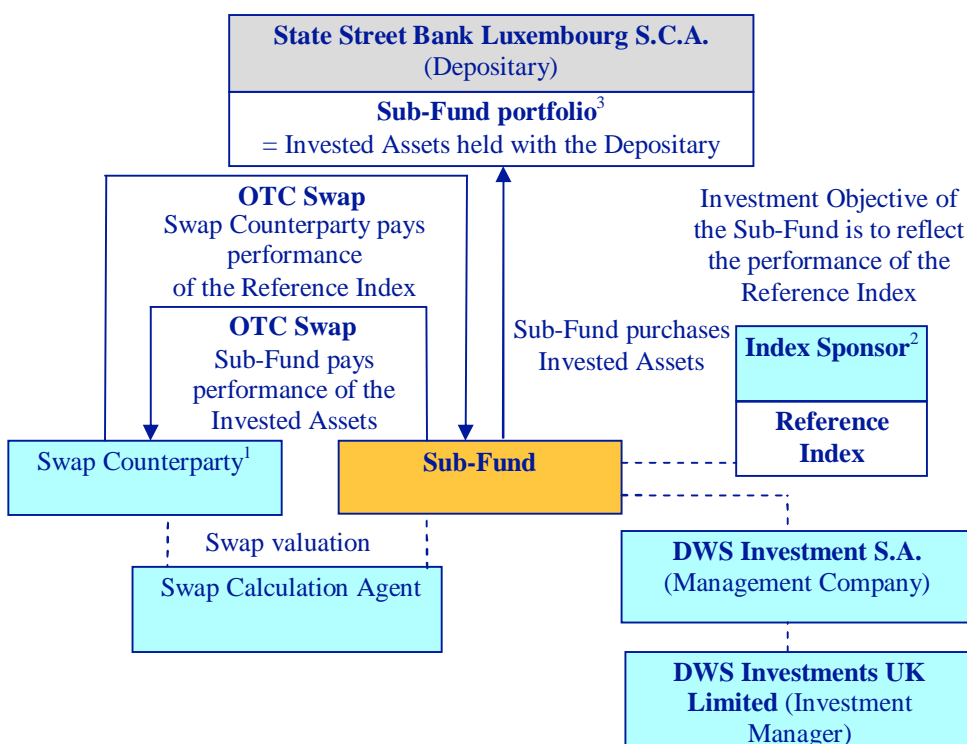 State Street Bank Luxembourg S.C.A.
(Depositary)
Sub-Fund portfolio3
= Invested Assets held with the Depositary
OTC Swap
Swap Counterparty pays
performance
of the Reference Index
OTC Swap
Sub-Fund pays
performance of the
Invested Assets
Sub-Fund purchases
Invested Assets
Investment Objective of
the Sub-Fund is to reflect
the performance of the
Reference Index
Index Sponsor2
Reference
Index
Swap Counterparty1
Sub-Fund
Swap valuation
Swap Calculation Agent
DWS Investment S.A.
(Management Company)
DWS Investments UK
Limited (Investment
Manager)